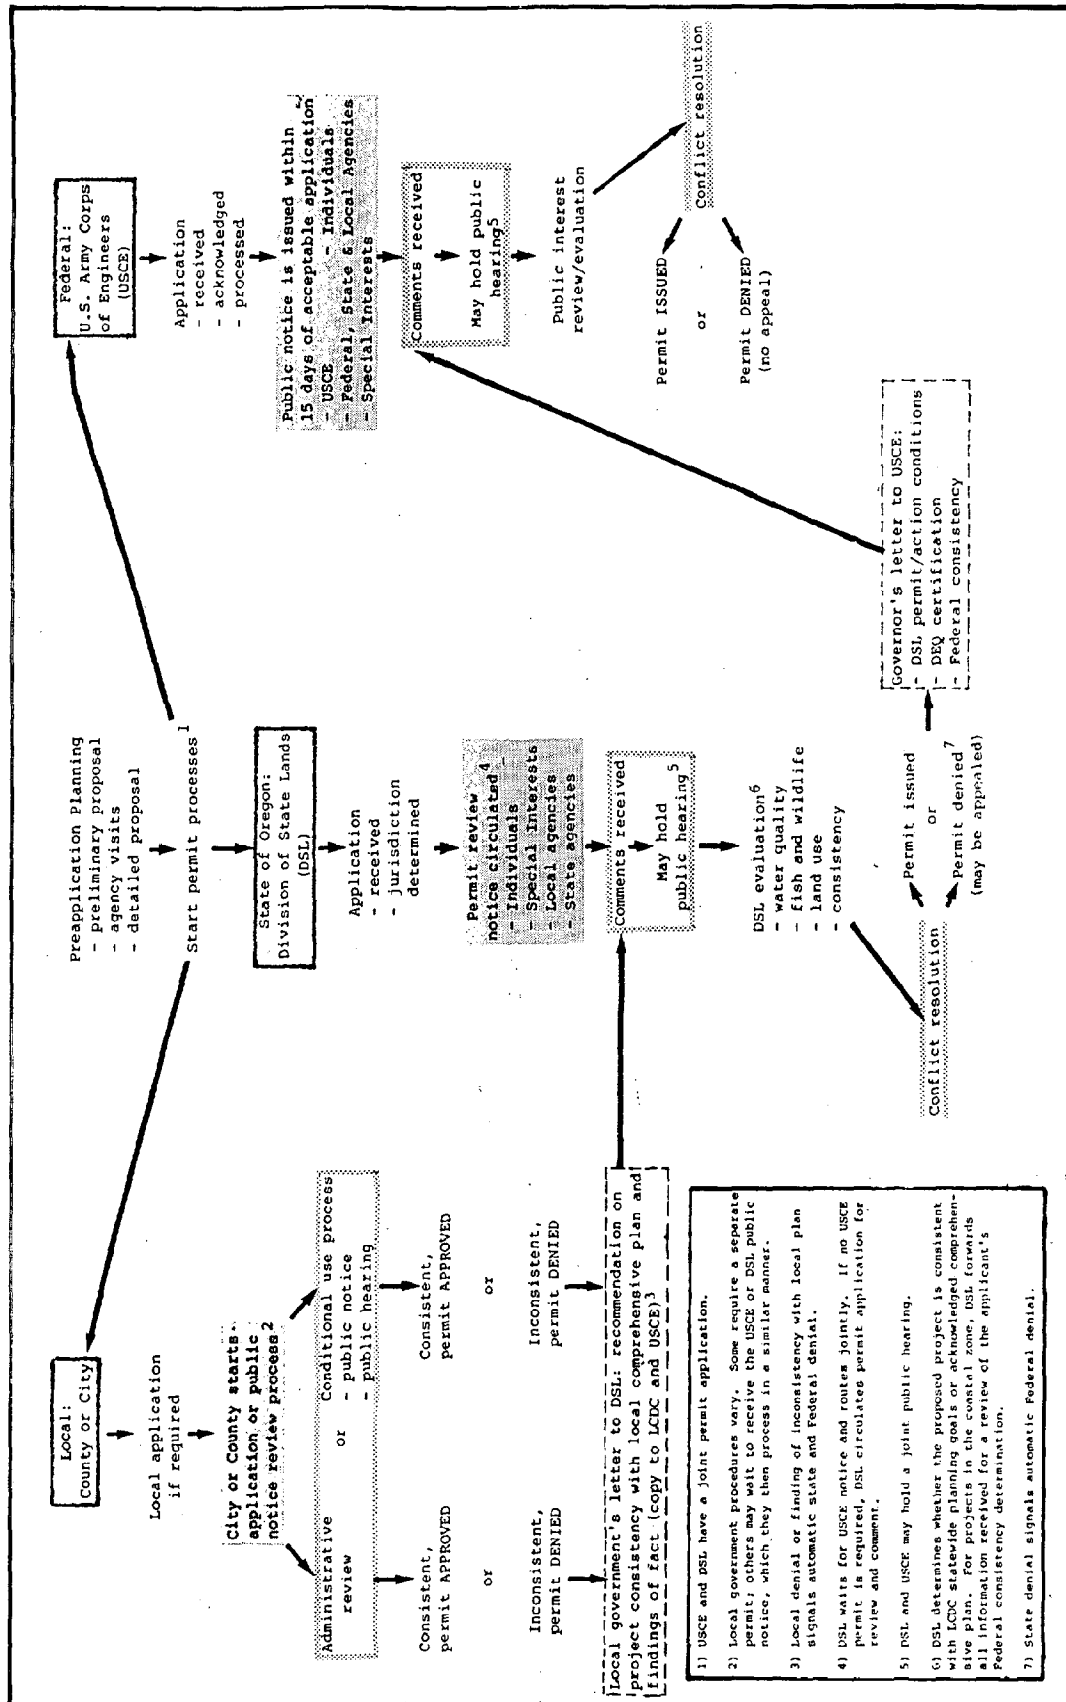 Preapplication Planning
- preliminary proposal
- agency visits
- detailed proposal
Start permit processes1
Local:
County or City
Local application
if required
City or County starts
application or public
notice review process2
Administrative
review
or
Conditional use process
- public notice
- public hearing
Consistent,
permit APPROVED
or
Inconsistent,
permit DENIED
Consistent,
permit APPROVED
or
Inconsistent,
permit DENIED
Local government's letter to DSL: recommendation on
project consistency with local comprehensive plan and
findings of fact (copy to LCDC and USCE)3
State of Oregon:
Division of State Lands
(DSL)
Application
- received
- jurisdiction
determined
Permit review
notice circulated4
- Individuals
- Special Interests
- Local agencies
- State agencies
Comments received
May hold
public hearing5
DSL evaluation6
- water quality
- fish and wildlife
- land use
- consistency
Conflict resolution
Permit issued
or
Permit denied7
(may be appealed)
Governor's letter to USCE:
- DSL permit/action conditions
- DEQ certification
- Federal consistency
Federal:
U.S. Army Corps
of Engineers
(USCE)
Application
- received
- acknowledged
- processed
Public notice is issued within
15 days of acceptable application
- USCE - Individuals
- Federal, State & Local Agencies
- Special Interests
Comments received
May hold public
hearing5
Public interest
review/evaluation
Conflict resolution
Permit ISSUED
or
Permit DENIED
(no appeal)
1) USCE and DSL have a joint permit application.
2) Local government procedures vary. Some require a separate
permit; others may wait to receive the USCE or DSL public
notice, which they then process in a similar manner.
3) Local denial or finding of inconsistency with local plan
signals automatic state and Federal denial.
4) DSL waits for USCE notice and routes jointly. If no USCE
permit is required, DSL circulates permit application for
review and comment.
5) DSL and USCE may hold a joint public hearing.
6) DSL determines whether the proposed project is consistent
with LCDC statewide planning goals or acknowledged comprehen-
sive plan. For projects in the coastal zone, DSL forwards
all information received for a review of the applicant's
Federal consistency determination.
7) State denial signals automatic Federal denial.